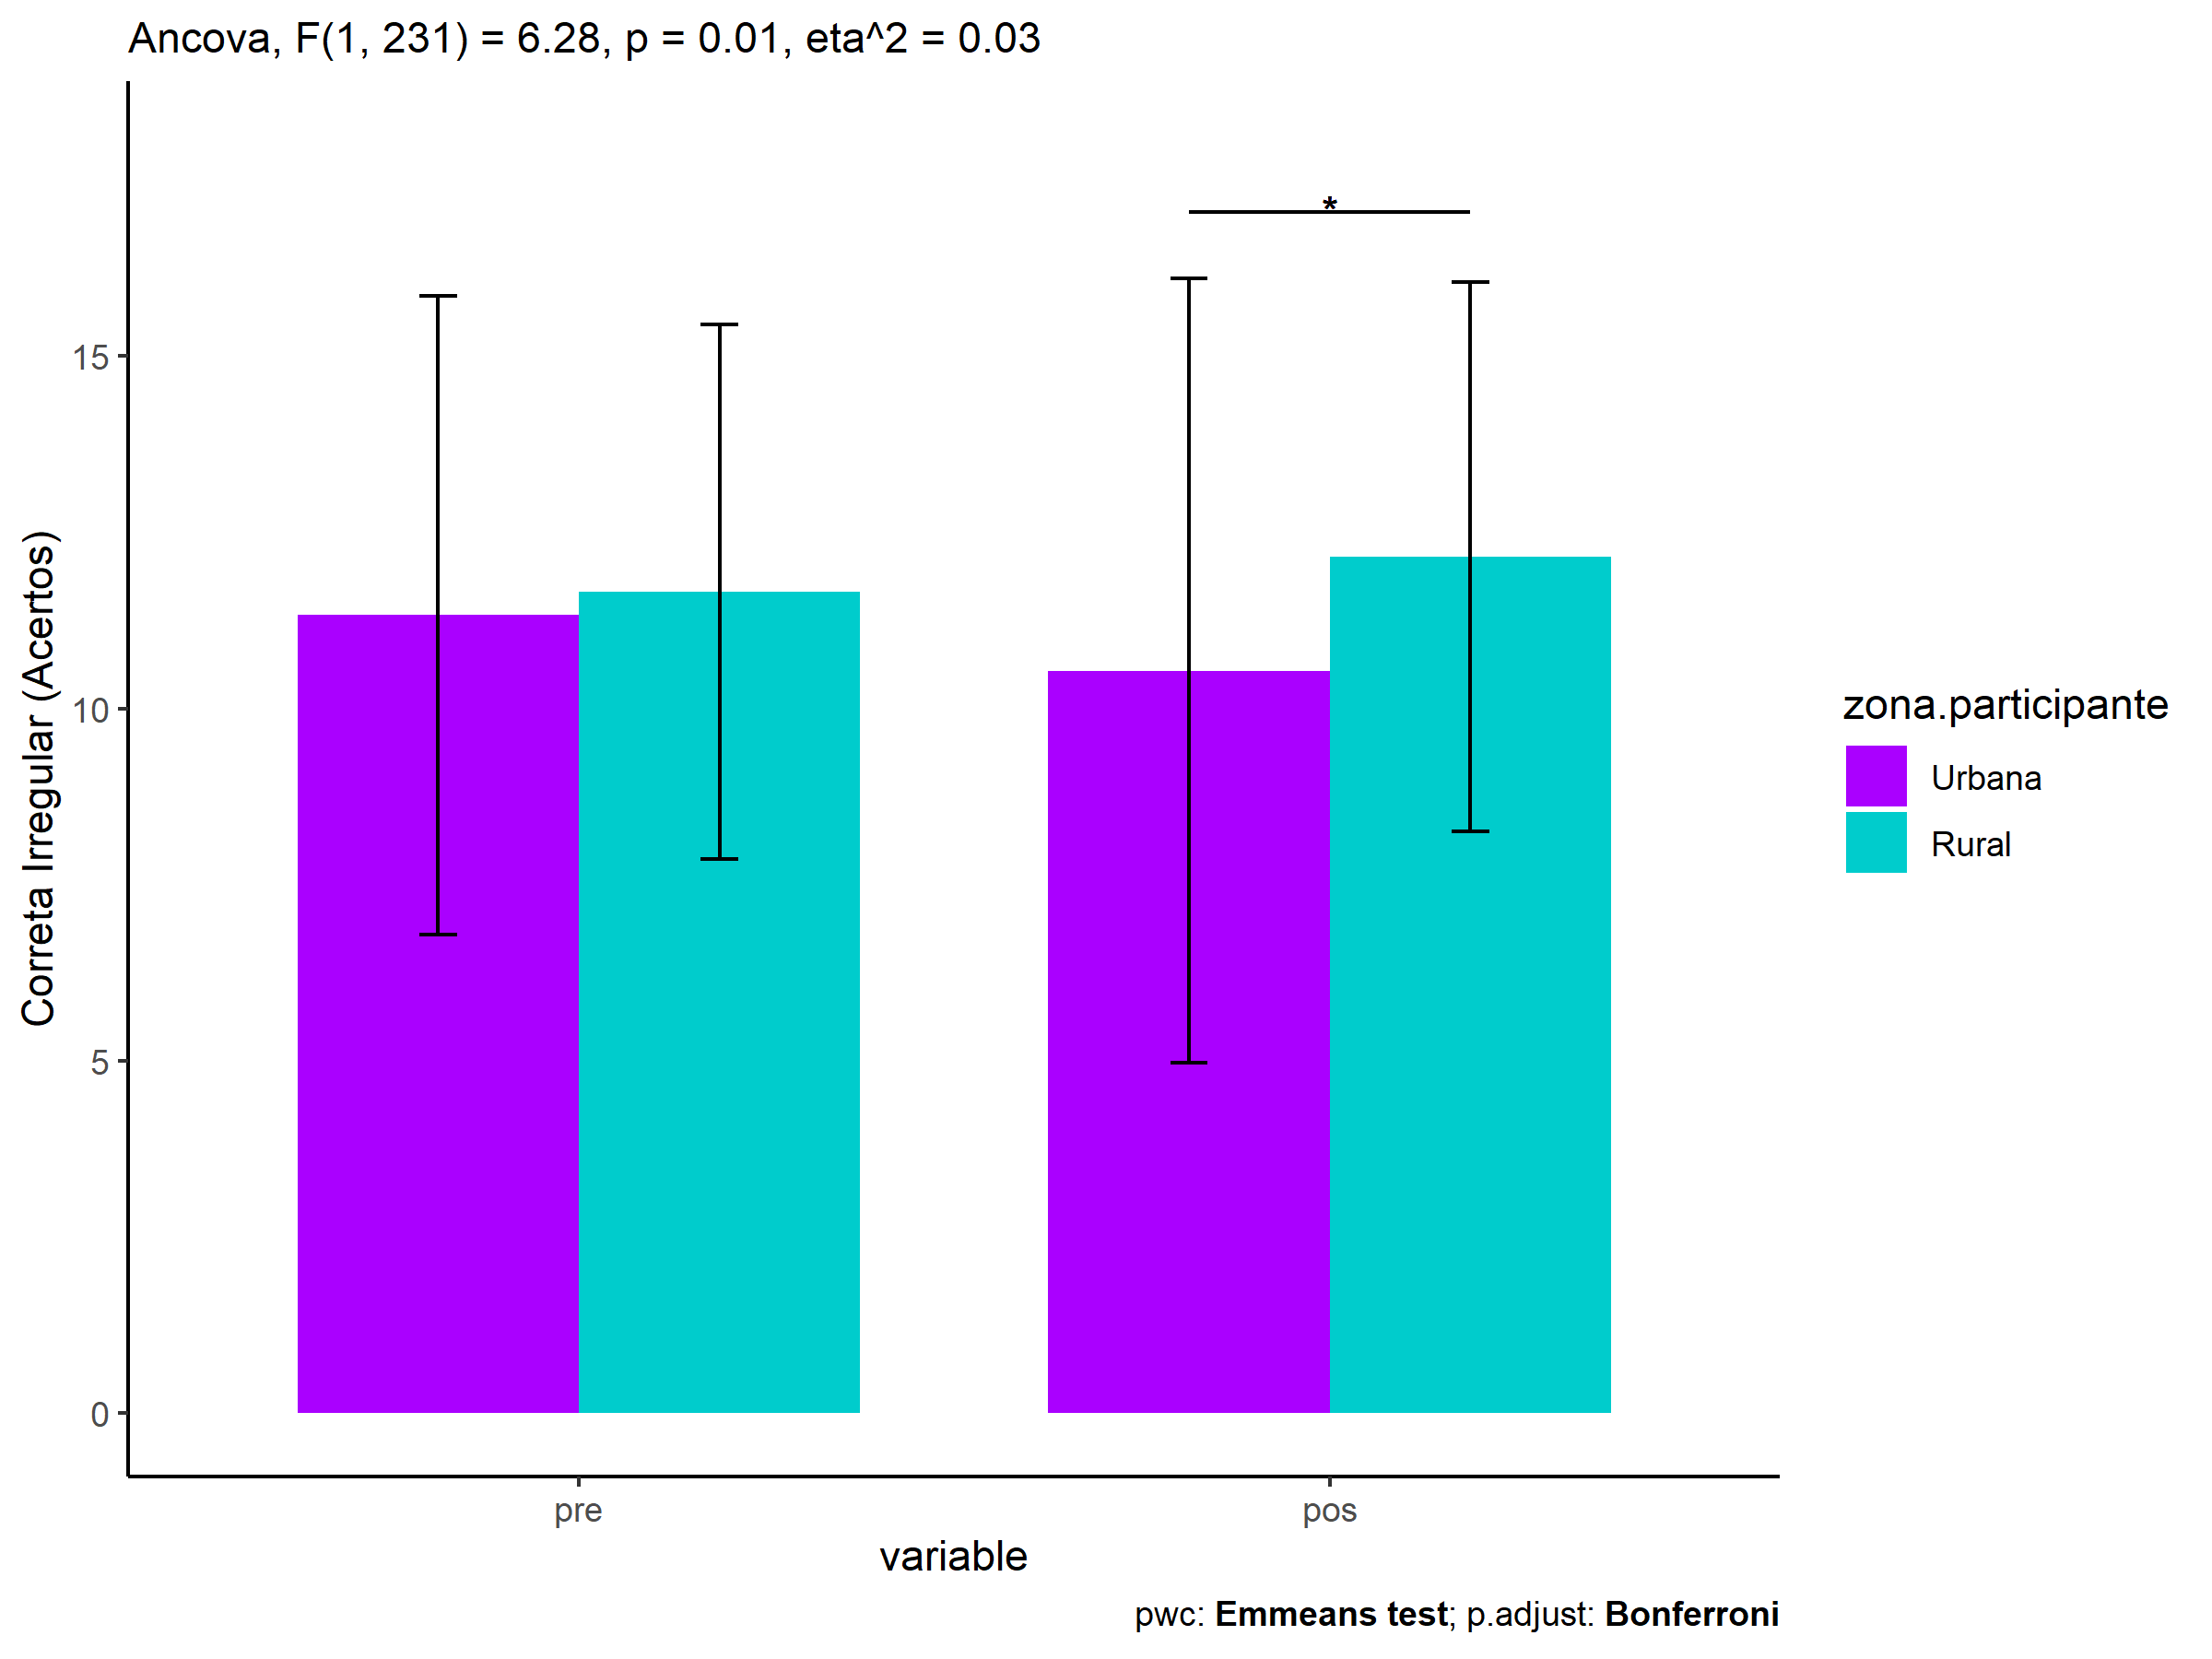 Ancova, F(1, 231) = 6.28, p = 0.01, eta^2 = 0.03
Correta Irregular (Acertos)
15
10
5
0
*
pre
pos
variable
zona.participante
Urbana
Rural
pwc: Emmeans test; p.adjust: Bonferroni